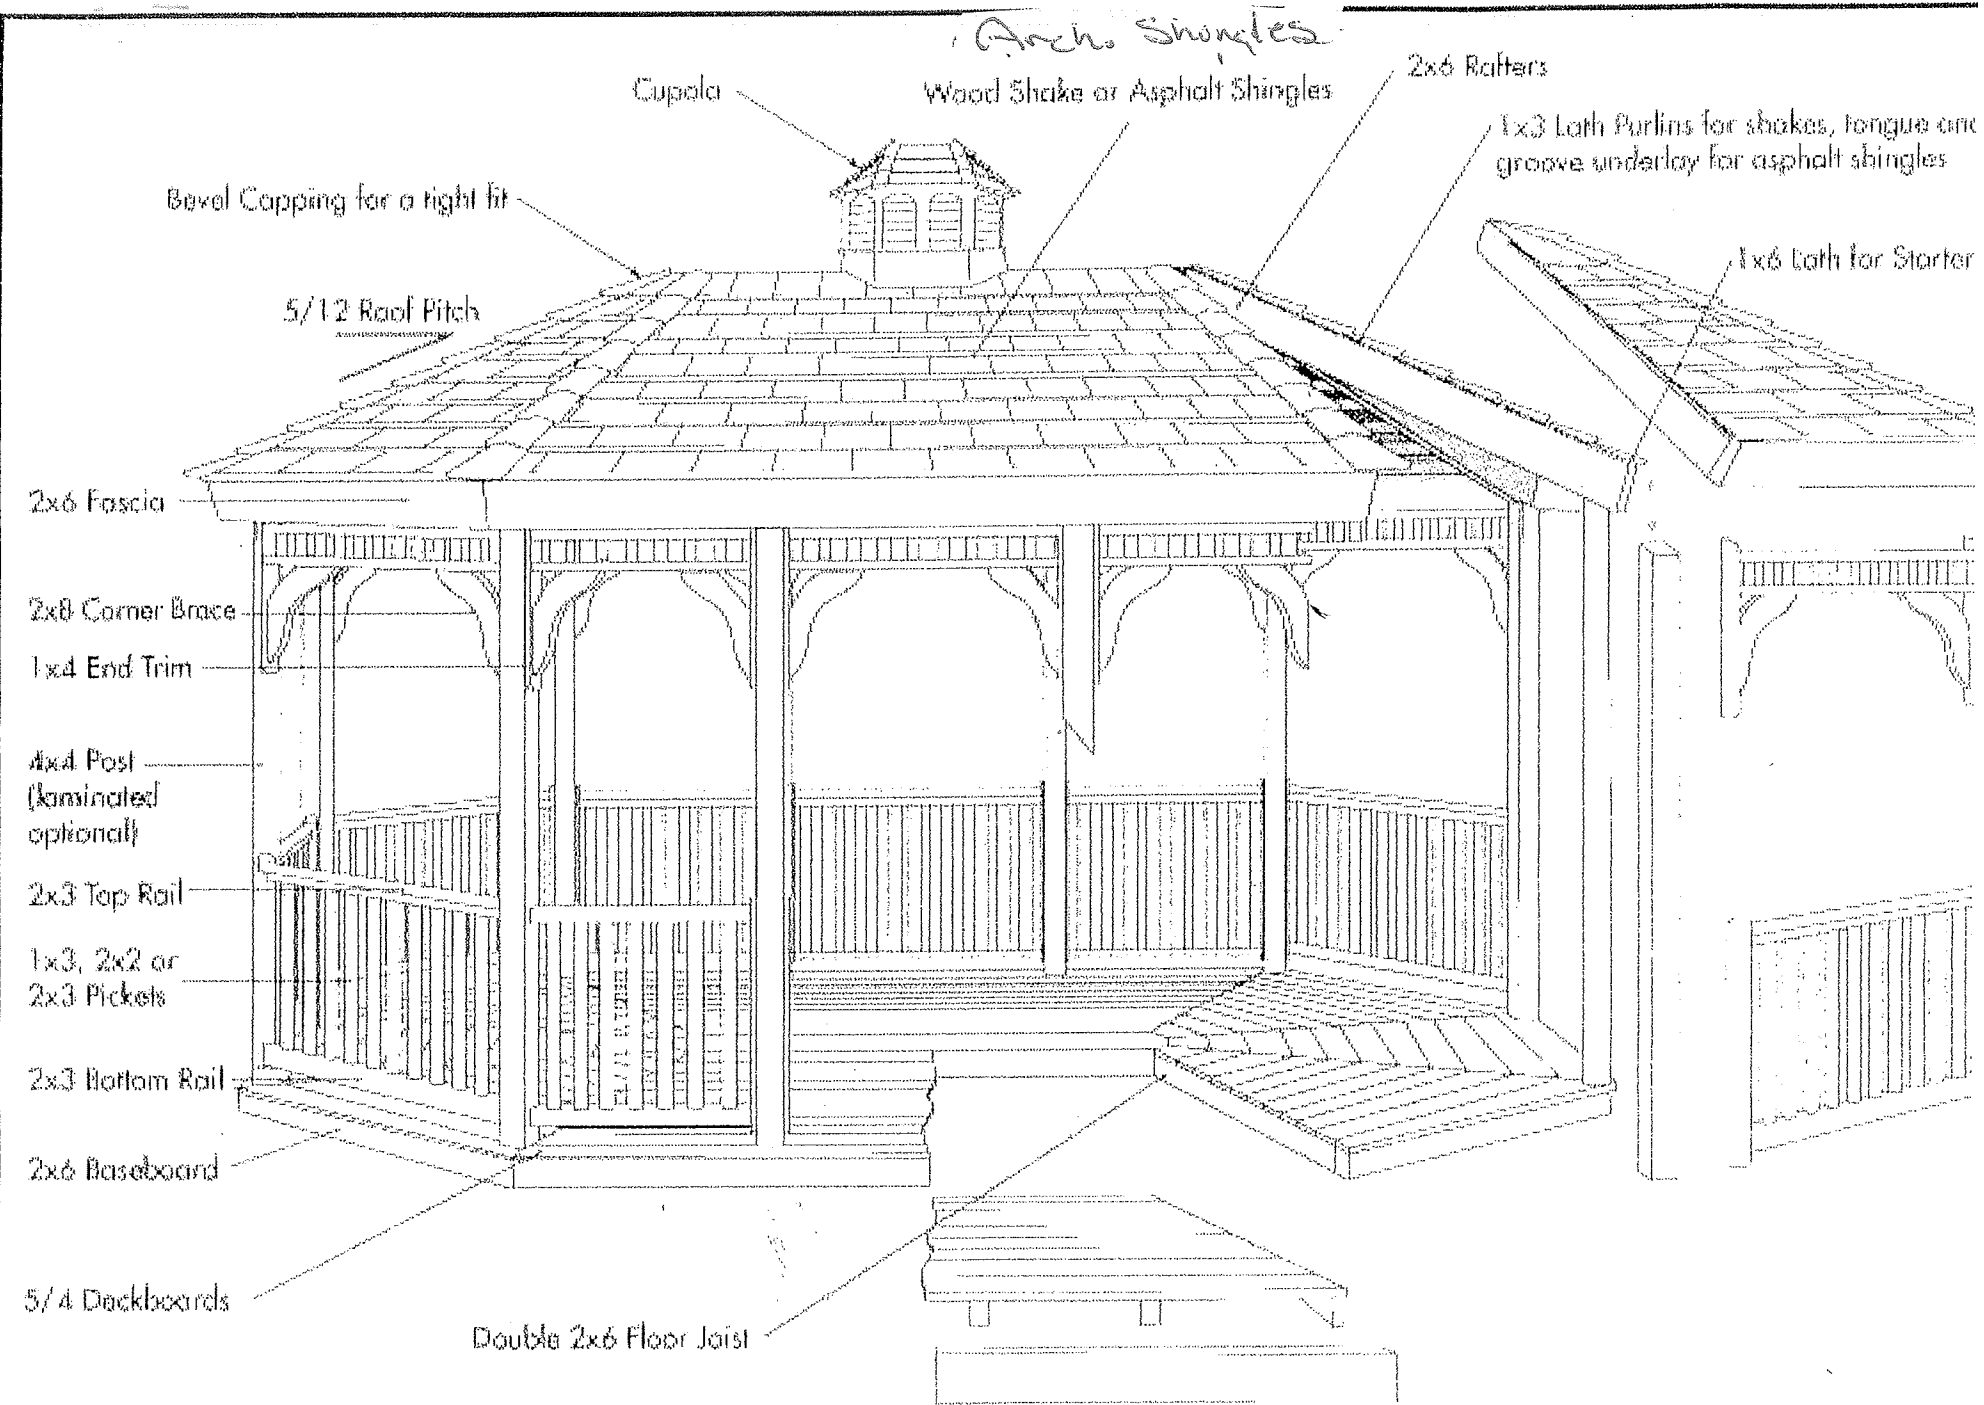 Arch. Shingles
Cupola
Wood Shake or Asphalt Shingles
2x6 Rafters
1x3 Lath Purlins for shakes, tongue and
groove underlay for asphalt shingles
Bevel Capping for a tight fit
1x6 Lath for Starter
5/12 Roof Pitch
2x6 Fascia
2x8 Corner Brace
1x4 End Trim
4x4 Post
(laminated
optional)
2x3 Top Rail
1x3, 2x2 or
2x3 Pickets
2x3 Bottom Rail
2x6 Baseboard
5/4 Deckboards
Double 2x6 Floor Joist